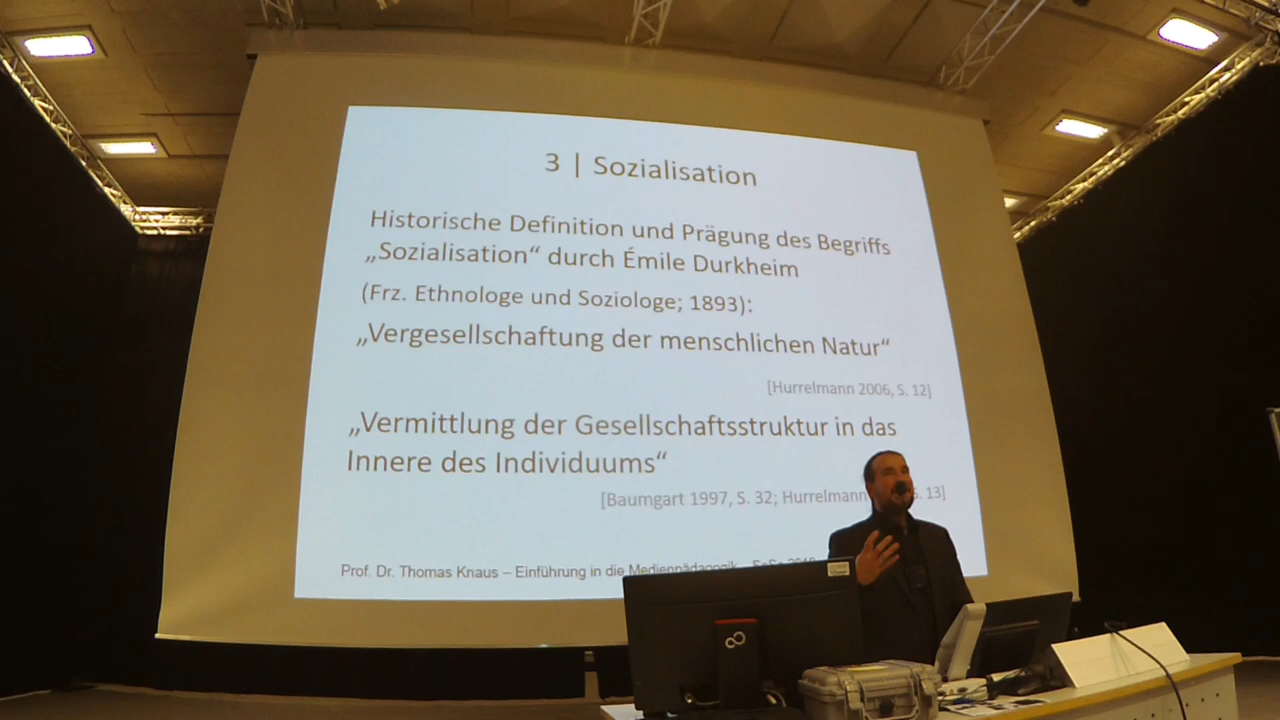 3 | Sozialisation
Historische Definition und Prägung des Begriffs
„Sozialisation“ durch Émile Durkheim
(Frz. Ethnologe und Soziologe; 1893):
„Vergesellschaftung der menschlichen Natur“
[Hurrelmann 2006, S. 12]
„Vermittlung der Gesellschaftsstruktur in das
Innere des Individuums“
[Baumgart 1997, S. 32; Hurrelmann S. 13]
Prof. Dr. Thomas Knaus – Einführung in die Medienpädagogik – SoSe